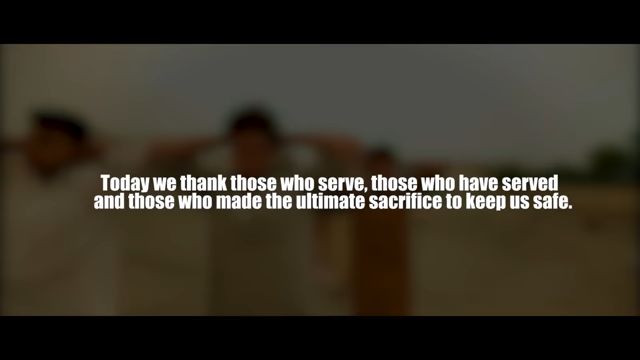 Today we thank those who serve, those who have served
and those who made the ultimate sacrifice to keep us safe.